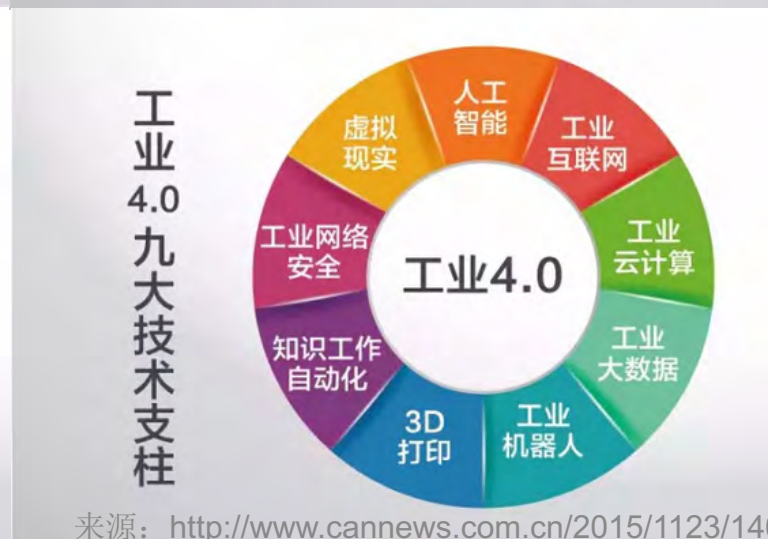 工业4.0九大技术支柱
人工
智能
工业
互联网
工业
云计算
工业
大数据
工业
机器人
3D
打印
知识工作
自动化
工业网络
安全
虚拟
现实
工业4.0
来源：http://www.cannews.com.cn/2015/1123/140